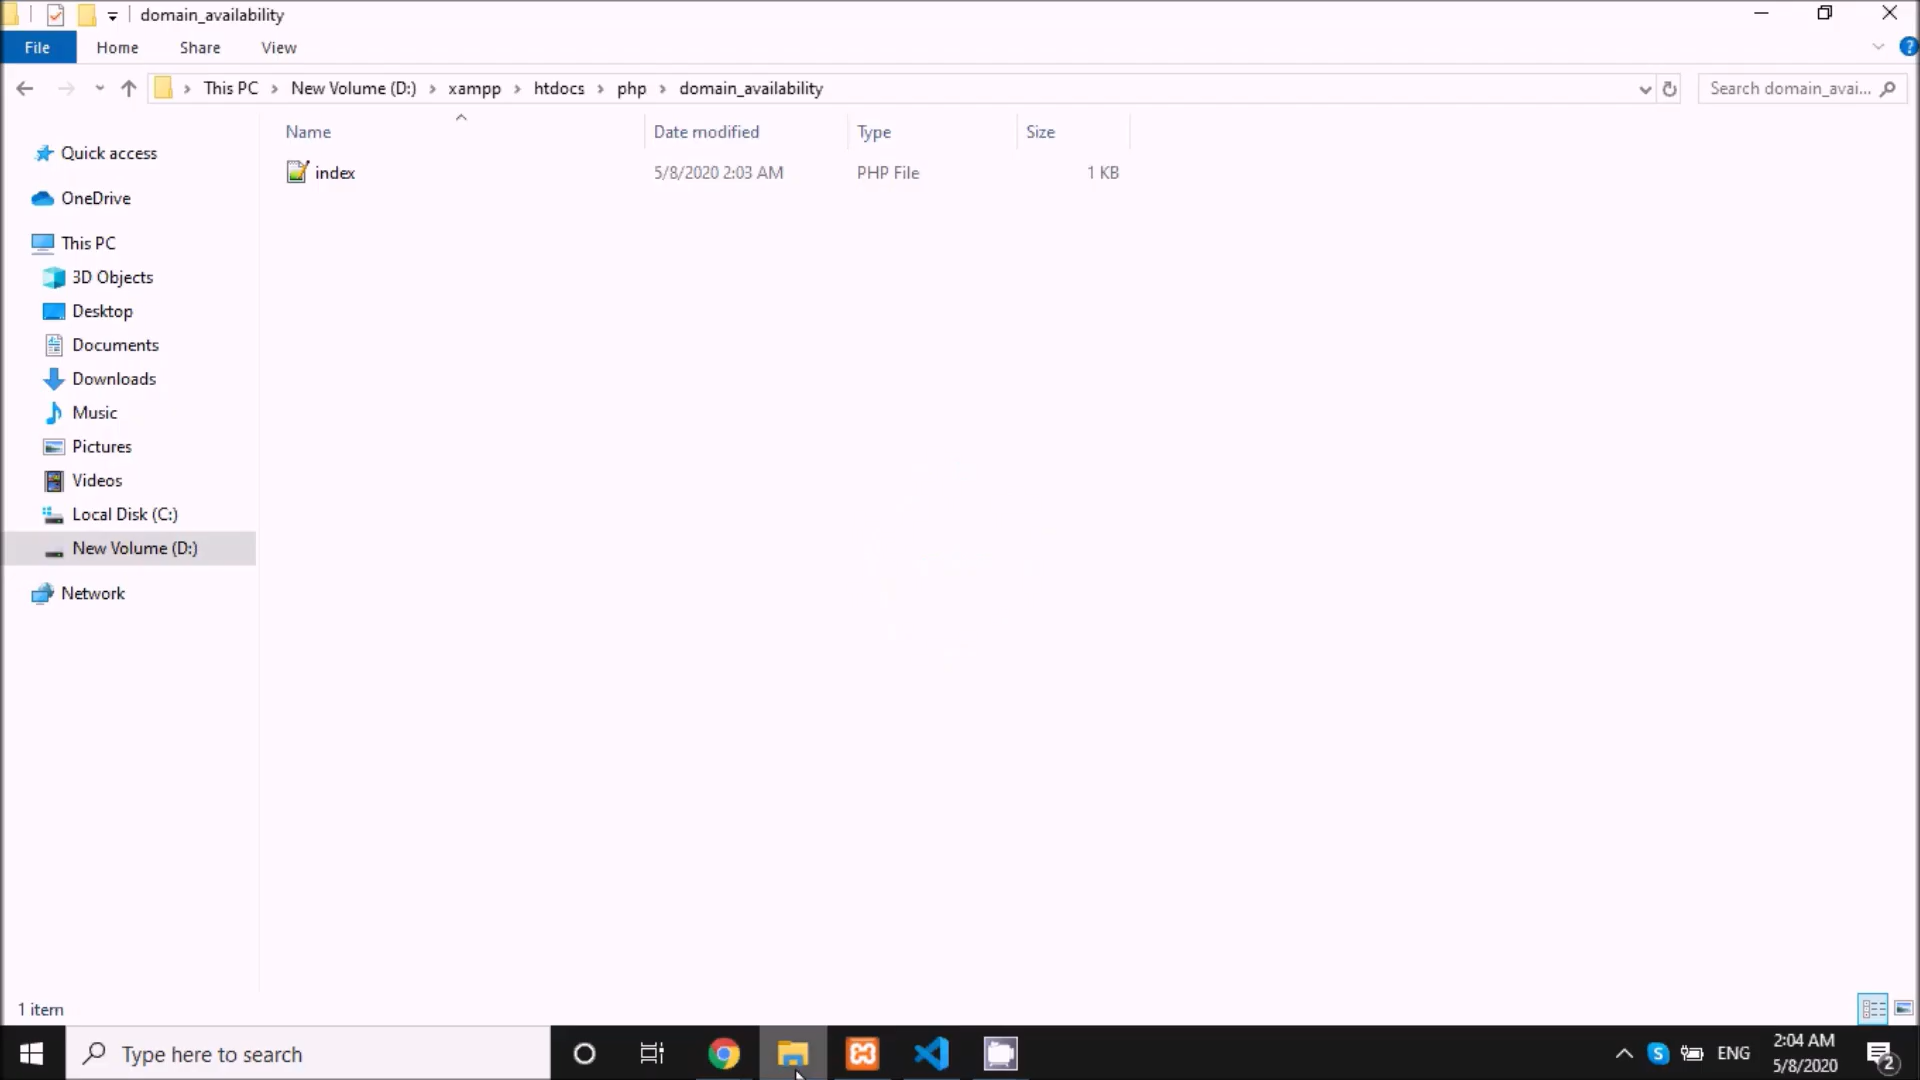 domain_availability
File Home Share View
This PC New Volume (D:) xampp htdocs php domain_availability
Search domain_avai...
Name Date modified Type Size
index 5/8/2020 2:03 AM PHP File 1 KB
Quick access
OneDrive
This PC
3D Objects
Desktop
Documents
Downloads
Music
Pictures
Videos
Local Disk (C:)
New Volume (D:)
Network
1 item
Type here to search
ENG
2:04 AM
5/8/2020
2